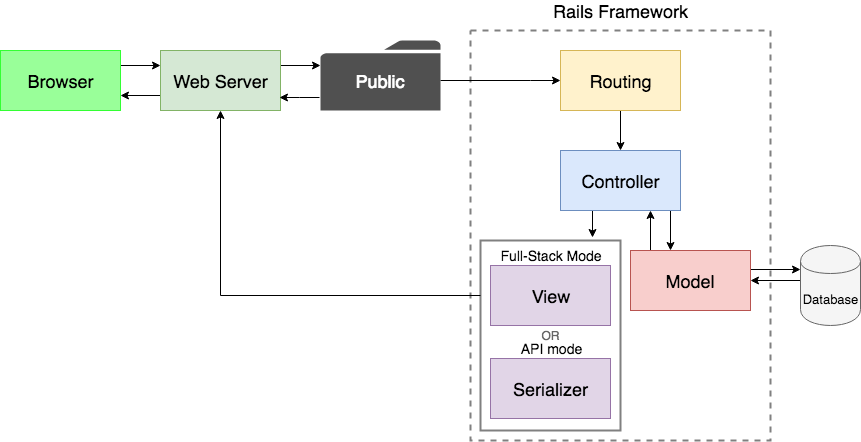 Rails Framework
Browser
Web Server
Public
Routing
Controller
Full-Stack Mode
View
OR
API mode
Serializer
Model
Database